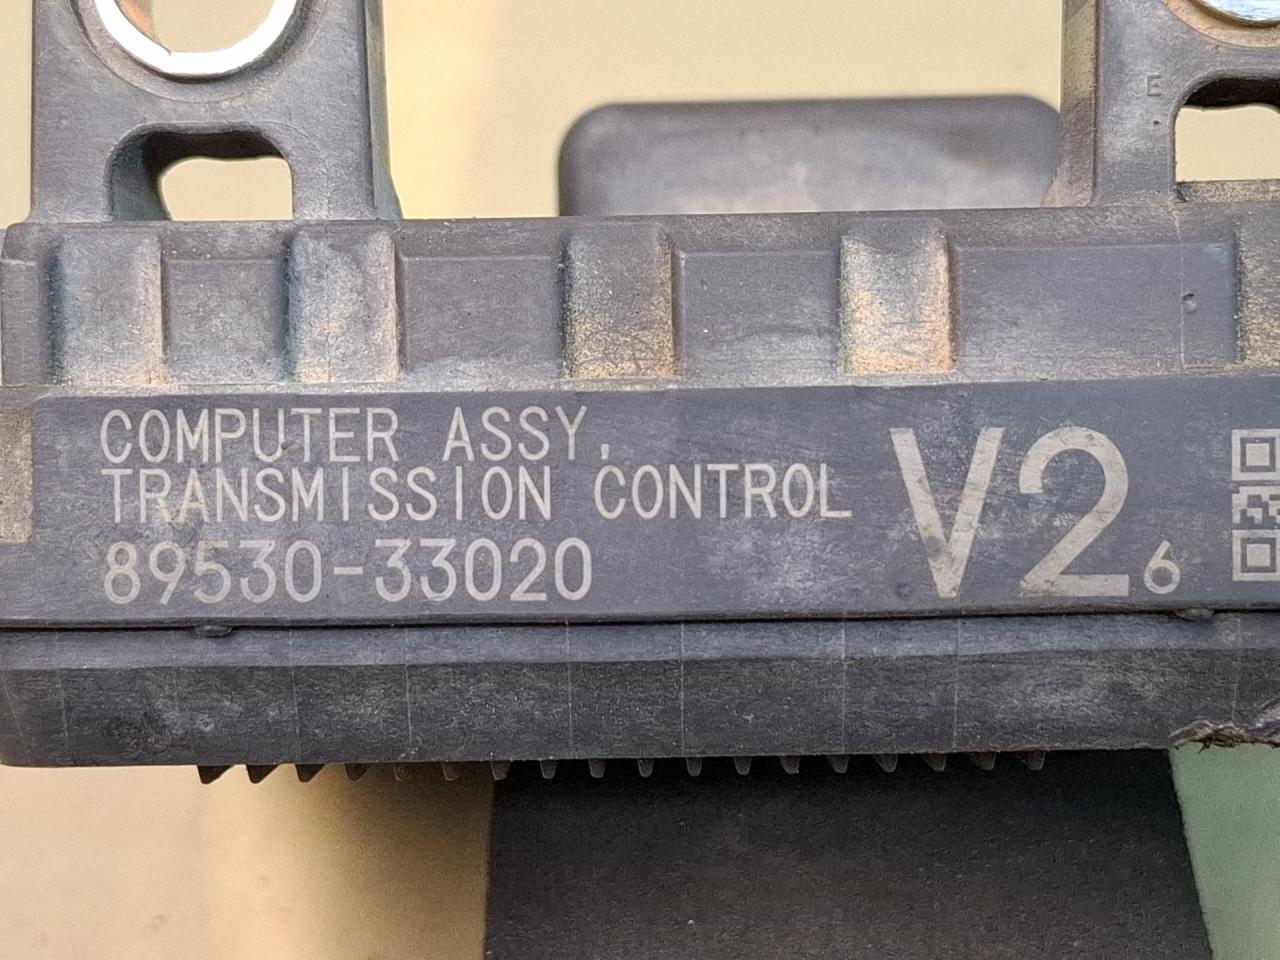 E
COMPUTER ASSY,
TRANSMISSION CONTROL
89530-33020
V2 6